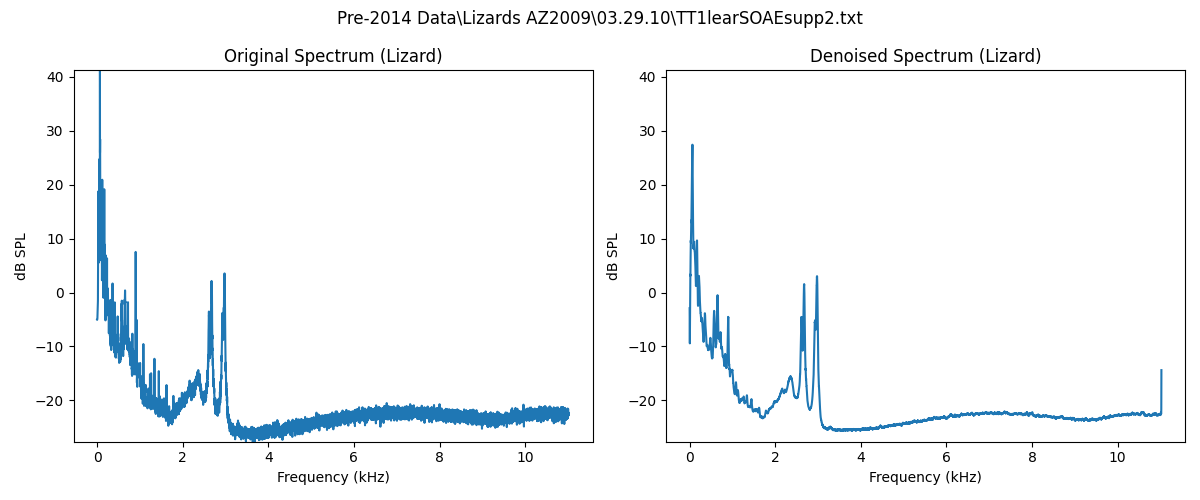 Pre-2014 Data\Lizards AZ2009\03.29.10\TT1learSOAEsupp2.txt
Original Spectrum (Lizard)
40
30
20
10
0
−10
−20
dB SPL
0 2 4 6 8 10
Frequency (kHz)
Denoised Spectrum (Lizard)
40
30
20
10
0
−10
−20
dB SPL
0 2 4 6 8 10
Frequency (kHz)